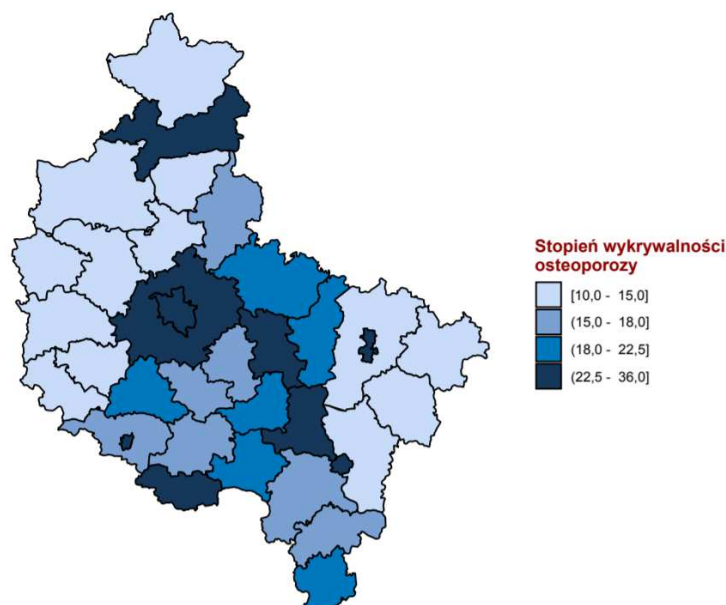 Stopień wykrywalności
osteoporozy
[10,0 - 15,0]
(15,0 - 18,0]
(18,0 - 22,5]
(22,5 - 36,0]